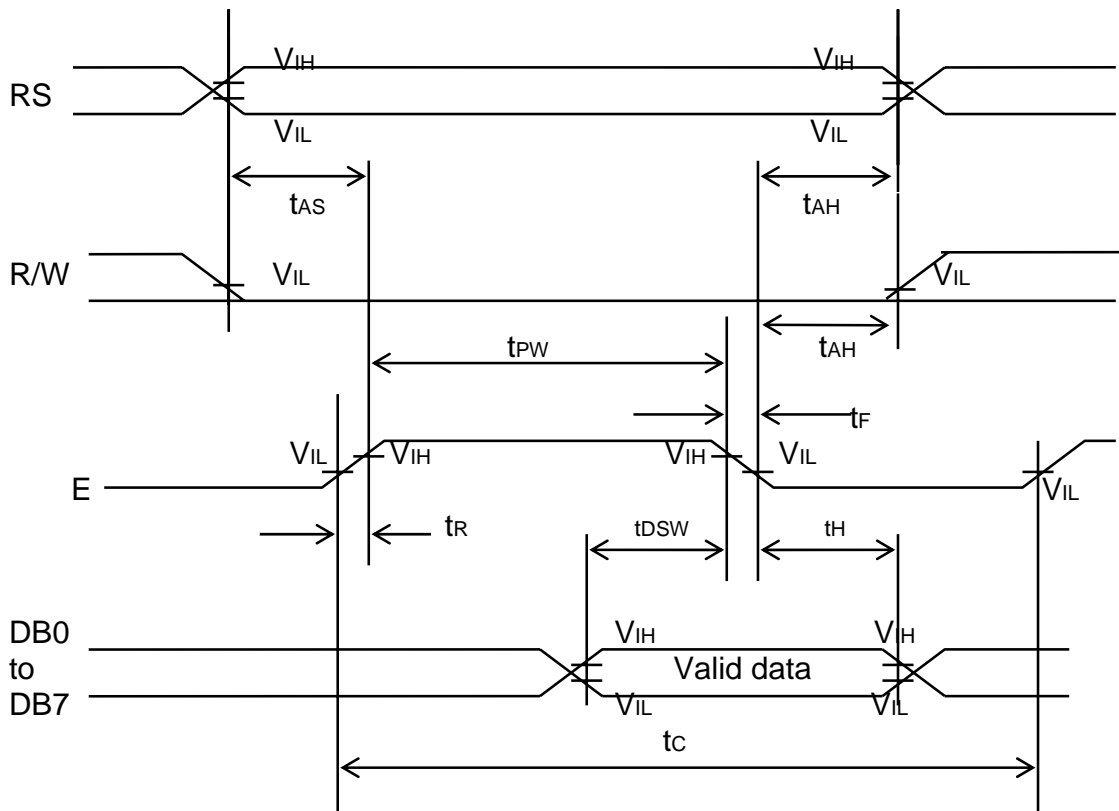 VIH VIH
RS
VIL VIL
tAS tAH
R/W VIL VIL
tPW tAH
tF
VIL VIH VIH VIL
E VIL
tR tDSW tH
DB0 VIH VIH
to Valid data
DB7 VIL VIL
tC